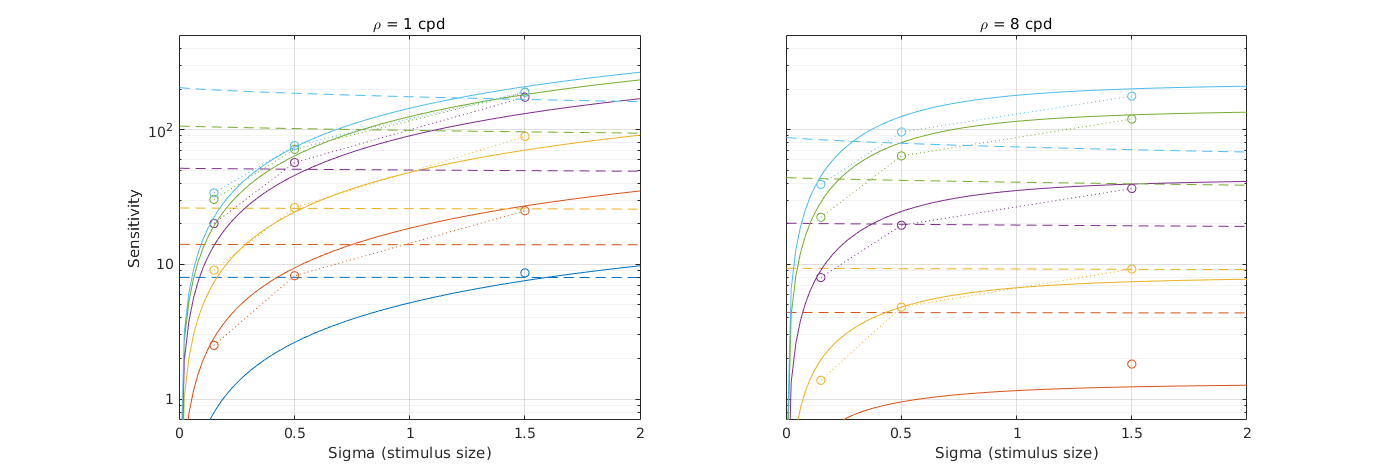 ρ = 1 cpd
Sensitivity
10²
10
1
0
0.5
1
1.5
2
Sigma (stimulus size)
ρ = 8 cpd
0
0.5
1
1.5
2
Sigma (stimulus size)